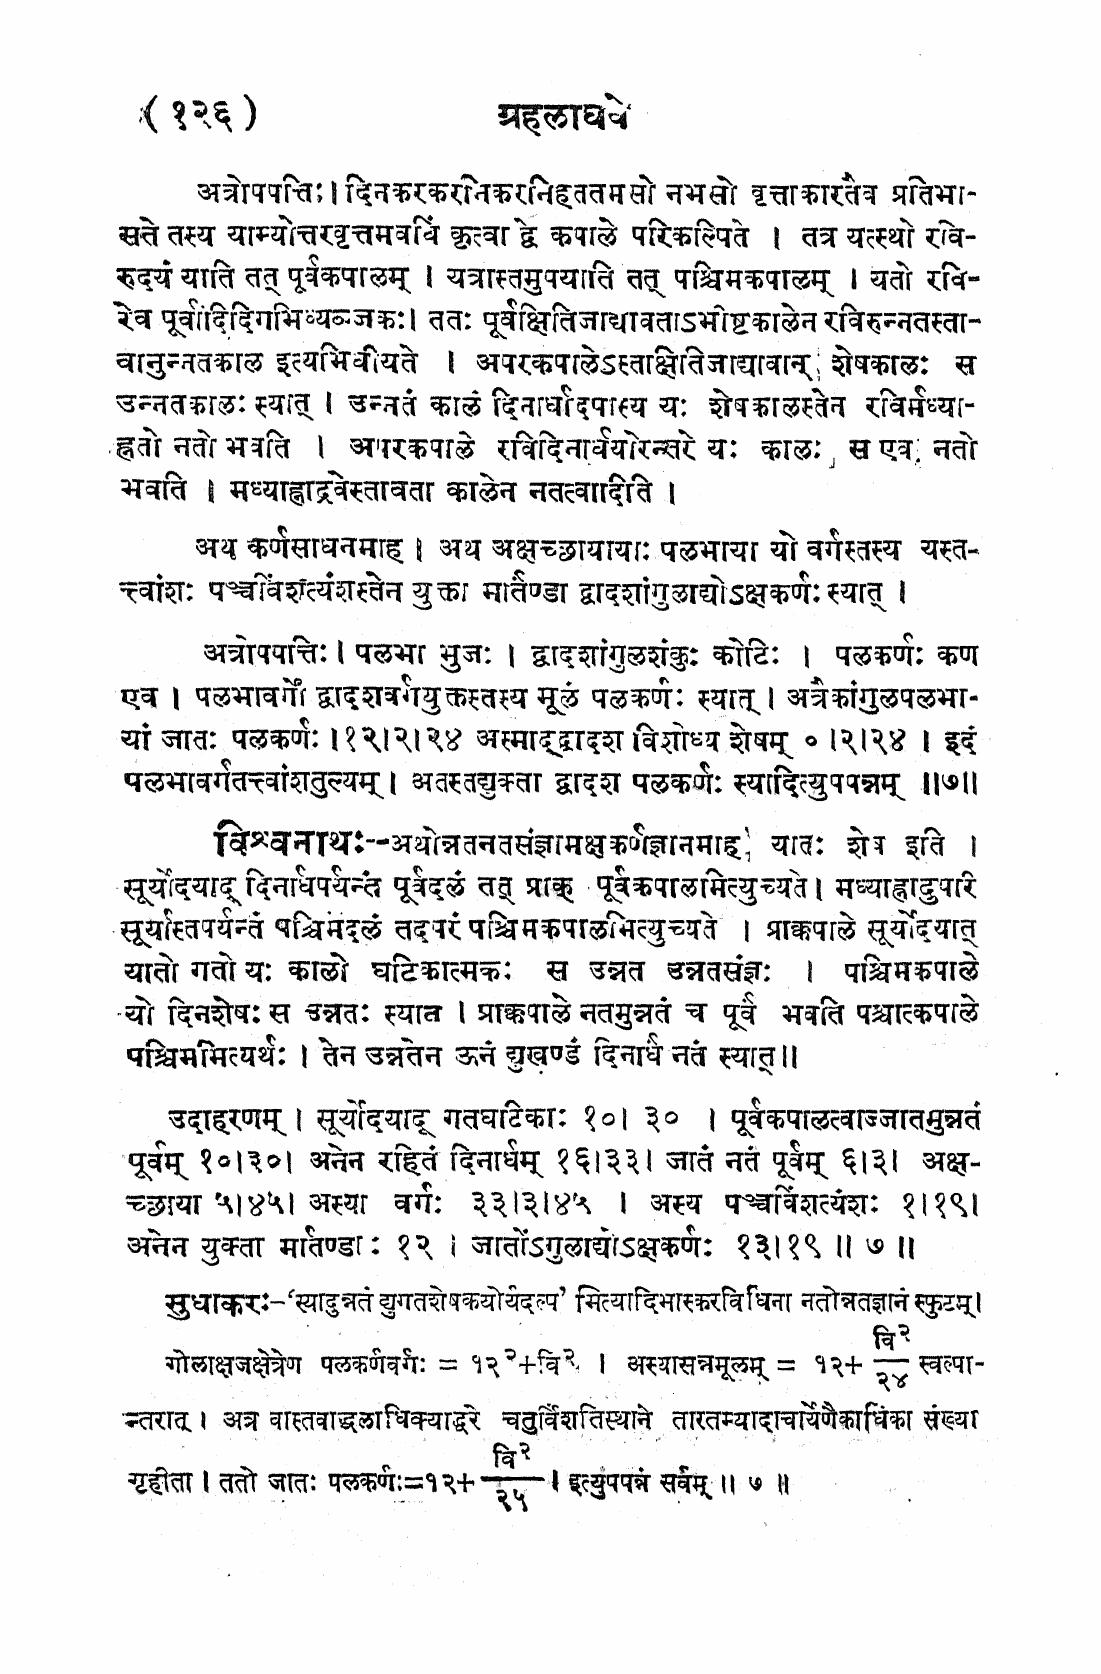 ( १२६ ) ग्रहलाघवे
अत्रोपपत्तिः। दिनकरकरनिकरनिहततमसो नभसो वृत्ताकारतैव प्रतिभा-
सते तस्य याम्योत्तरवृत्तमवधिं कृत्वा द्वे कपाले परिकल्पिते । तत्र यत्स्थो रवि-
रुदयं याति तत् पूर्वकपालम् । यत्रास्तमुपयाति तत् पश्चिमकपालम् । यतो रवि-
रेव पूर्वादिदिगभिव्यञ्जकः। ततः पूर्वक्षितिजाद्यावताऽभीष्टकालेन रविरुन्नतस्ता-
वानुन्नतकाल इत्यभिधीयते । अपरकपालेऽस्तक्षितिजाद्यावान् शेषकालः स
उन्नतकालः स्यात् । उन्नतं कालं दिनार्धादपास्य यः शेषकालस्तेन रविर्मध्या-
ह्नतो नतो भवति । अपरकपाले रविदिनार्धयोरन्तरे यः कालः, स एव नतो
भवति । मध्याह्नाद्रवेस्तावता कालेन नतत्वादिति ।
अथ कर्णसाधनमाह । अथ अक्षच्छायायाः पलभाया यो वर्गस्तस्य यस्त-
त्त्वांशः पञ्चविंशत्यंशस्तेन युक्ता मार्तण्डा द्वादशांगुलाद्योऽक्षकर्णः स्यात् ।
अत्रोपपत्तिः। पलभा भुजः । द्वादशांगुलशंकुः कोटिः । पलकर्णः कण
एव । पलभावर्गो द्वादशवर्गयुक्तस्तस्य मूलं पलकर्णः स्यात् । अत्रैकांगुलपलभा-
यां जातः पलकर्णः ।१२।२।२४ अस्माद्द्वादश विशोध्य शेषम् ०।२।२४ । इदं
पलभावर्गतत्त्वांशतुल्यम् । अतस्तद्युक्ता द्वादश पलकर्णः स्यादित्युपपन्नम् ॥७॥
विश्वनाथः--अथोन्नतनतसंज्ञामक्षकर्णज्ञानमाह, यातः शेष इति ।
सूर्योदयाद् दिनार्धपर्यन्तं पूर्वदलं तत् प्राक् पूर्वकपालमित्युच्यते। मध्याह्नादुपरि
सूर्यास्तपर्यन्तं पश्चिमदलं तदपरं पश्चिमकपालमित्युच्यते । प्राक्कपाले सूर्योदयात्
यातो गतो यः कालो घटिकात्मकः स उन्नत उन्नतसंज्ञः । पश्चिमकपाले
यो दिनशेषः स उन्नतः स्यात । प्राक्कपाले नतमुन्नतं च पूर्वं भवति पश्चात्कपाले
पश्चिममित्यर्थः । तेन उन्नतेन ऊनं द्युखण्डं दिनार्धं नतं स्यात्॥
उदाहरणम् । सूर्योदयादू गतघटिकाः १०। ३० । पूर्वकपालत्वाज्जातमुन्नतं
पूर्वम् १०।३०। अनेन रहितं दिनार्धम् १६।३३। जातं नतं पूर्वम् ६।३। अक्ष-
च्छाया ५।४५। अस्या वर्गः ३३।३।४५ । अस्य पञ्चविंशत्यंशः १।१९।
अनेन युक्ता मार्तण्डाः १२ । जातोंऽगुलाद्योऽक्षकर्णः १३।१९ ॥ ७ ॥
सुधाकरः-‘स्यादुन्नतं द्युगतशेषकयोर्यदल्प’ मित्यादिभास्करविधिना नतोन्नतज्ञानं स्फुटम्।
गोलाक्षजक्षेत्रेण पलकर्णवर्गः = १२²+वि² । अस्यासन्नमूलम् = १२+ वि²/२४ स्वल्पा-
न्तरात् । अत्र वास्तवाद्धलाधिक्याद्धरे चतुर्विंशतिस्थाने तारतम्यादाचार्येणैकाधिका संख्या
गृहीता । ततो जातः पलकर्णः=१२+ वि²/२५ । इत्युपपन्नं सर्वम् ॥ ७ ॥